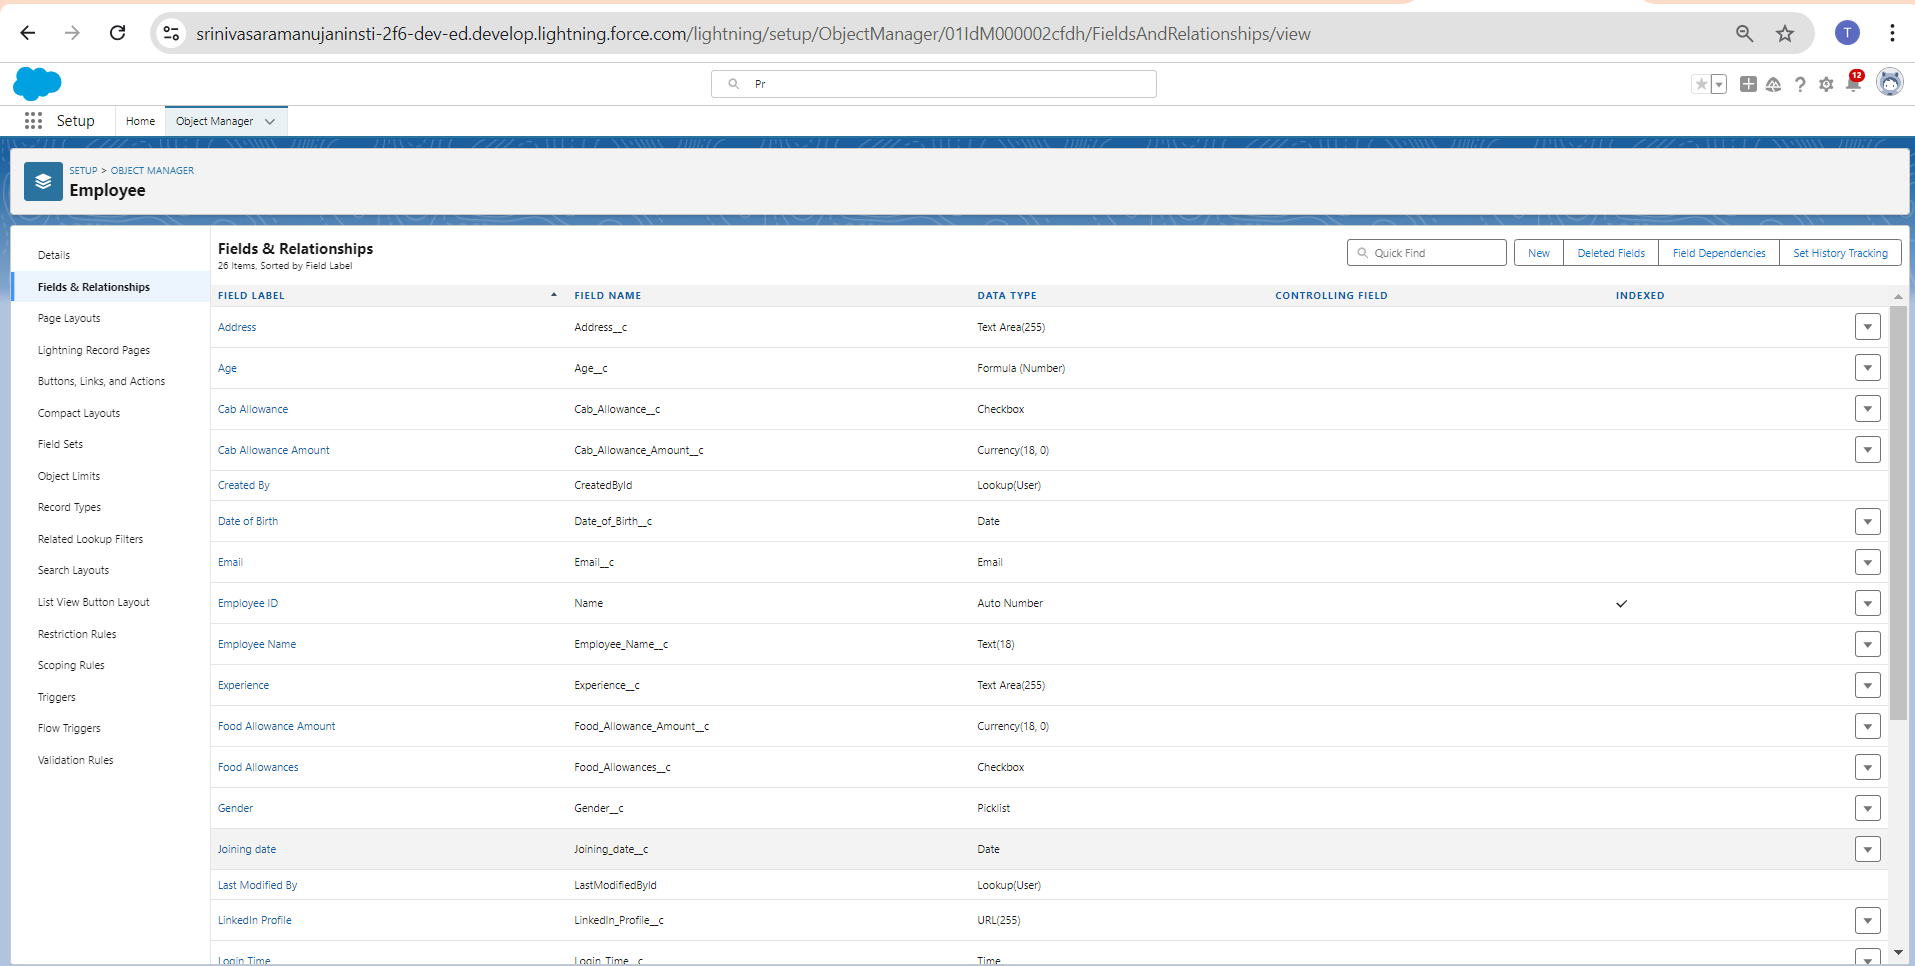 srinivasaramanujaninsti-2f6-dev-ed.develop.lightning.force.com/lightning/setup/ObjectManager/01IdM000002cfdh/FieldsAndRelationships/view
T
Pr
12
Setup
Home
Object Manager
SETUP > OBJECT MANAGER
Employee
Details
Fields & Relationships
Page Layouts
Lightning Record Pages
Buttons, Links, and Actions
Compact Layouts
Field Sets
Object Limits
Record Types
Related Lookup Filters
Search Layouts
List View Button Layout
Restriction Rules
Scoping Rules
Triggers
Flow Triggers
Validation Rules
Fields & Relationships
26 Items, Sorted by Field Label
Quick Find
New
Deleted Fields
Field Dependencies
Set History Tracking
FIELD LABEL FIELD NAME DATA TYPE CONTROLLING FIELD INDEXED
Address Address__c Text Area(255)
Age Age__c Formula (Number)
Cab Allowance Cab_Allowance__c Checkbox
Cab Allowance Amount Cab_Allowance_Amount__c Currency(18, 0)
Created By CreatedById Lookup(User)
Date of Birth Date_of_Birth__c Date
Email Email__c Email
Employee ID Name Auto Number
Employee Name Employee_Name__c Text(18)
Experience Experience__c Text Area(255)
Food Allowance Amount Food_Allowance_Amount__c Currency(18, 0)
Food Allowances Food_Allowances__c Checkbox
Gender Gender__c Picklist
Joining date Joining_date__c Date
Last Modified By LastModifiedById Lookup(User)
LinkedIn Profile LinkedIn_Profile__c URL(255)
Login Time Login_Time__c Time